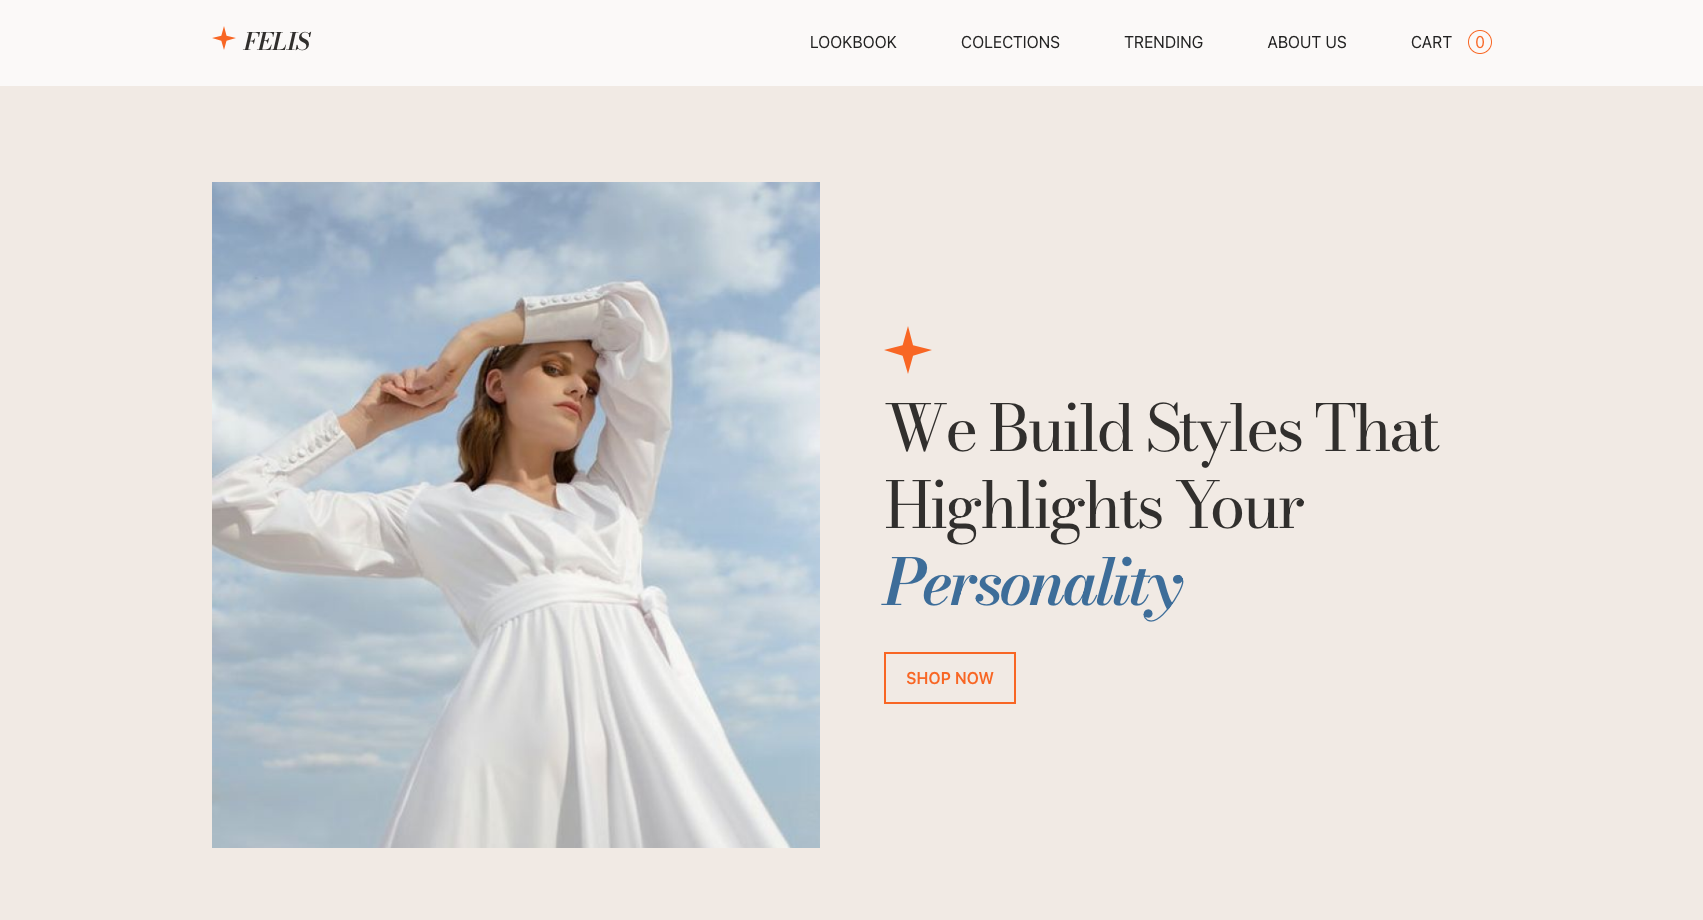 FELIS
LOOKBOOK
COLECTIONS
TRENDING
ABOUT US
CART 0
We Build Styles That
Highlights Your
Personality
SHOP NOW